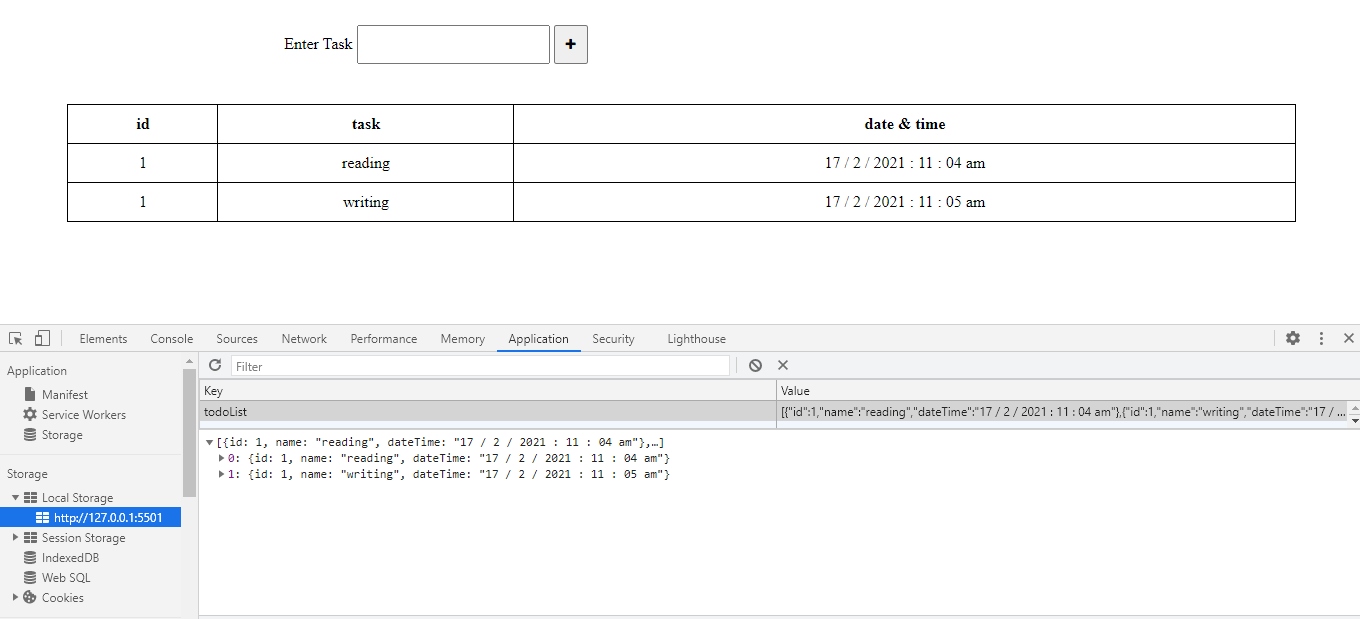 Enter Task +
id task date & time
1 reading 17 / 2 / 2021 : 11 : 04 am
1 writing 17 / 2 / 2021 : 11 : 05 am
Elements Console Sources Network Performance Memory Application Security Lighthouse
Application
Manifest
Service Workers
Storage
Storage
Local Storage
http://127.0.0.1:5501
Session Storage
IndexedDB
Web SQL
Cookies
Filter
Key Value
todoList [{"id":1,"name":"reading","dateTime":"17 / 2 / 2021 : 11 : 04 am"},{"id":1,"name":"writing","dateTime":"17 / ...
[{id: 1, name: "reading", dateTime: "17 / 2 / 2021 : 11 : 04 am"},…]
0: {id: 1, name: "reading", dateTime: "17 / 2 / 2021 : 11 : 04 am"}
1: {id: 1, name: "writing", dateTime: "17 / 2 / 2021 : 11 : 05 am"}